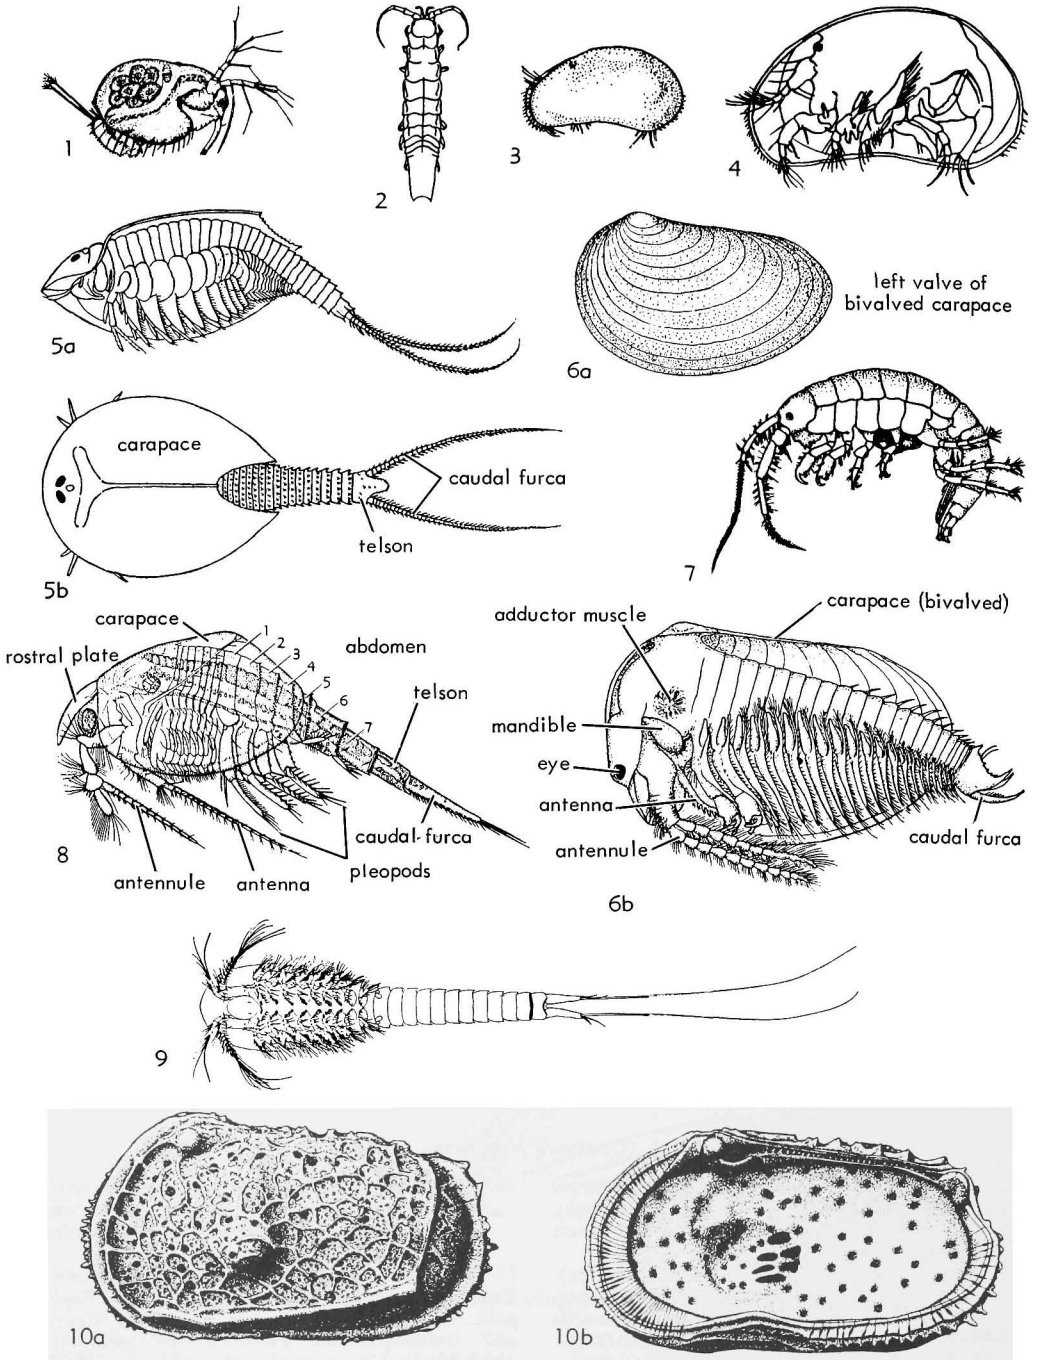 1
2
3
4
5a
6a
left valve of
bivalved carapace
5b
carapace
caudal furca
telson
7
8
carapace
rostral plate
1
2
3
4
5
6
7
abdomen
telson
caudal furca
pleopods
antennule
antenna
carapace (bivalved)
adductor muscle
mandible
eye
antenna
antennule
caudal furca
6b
9
10a
10b